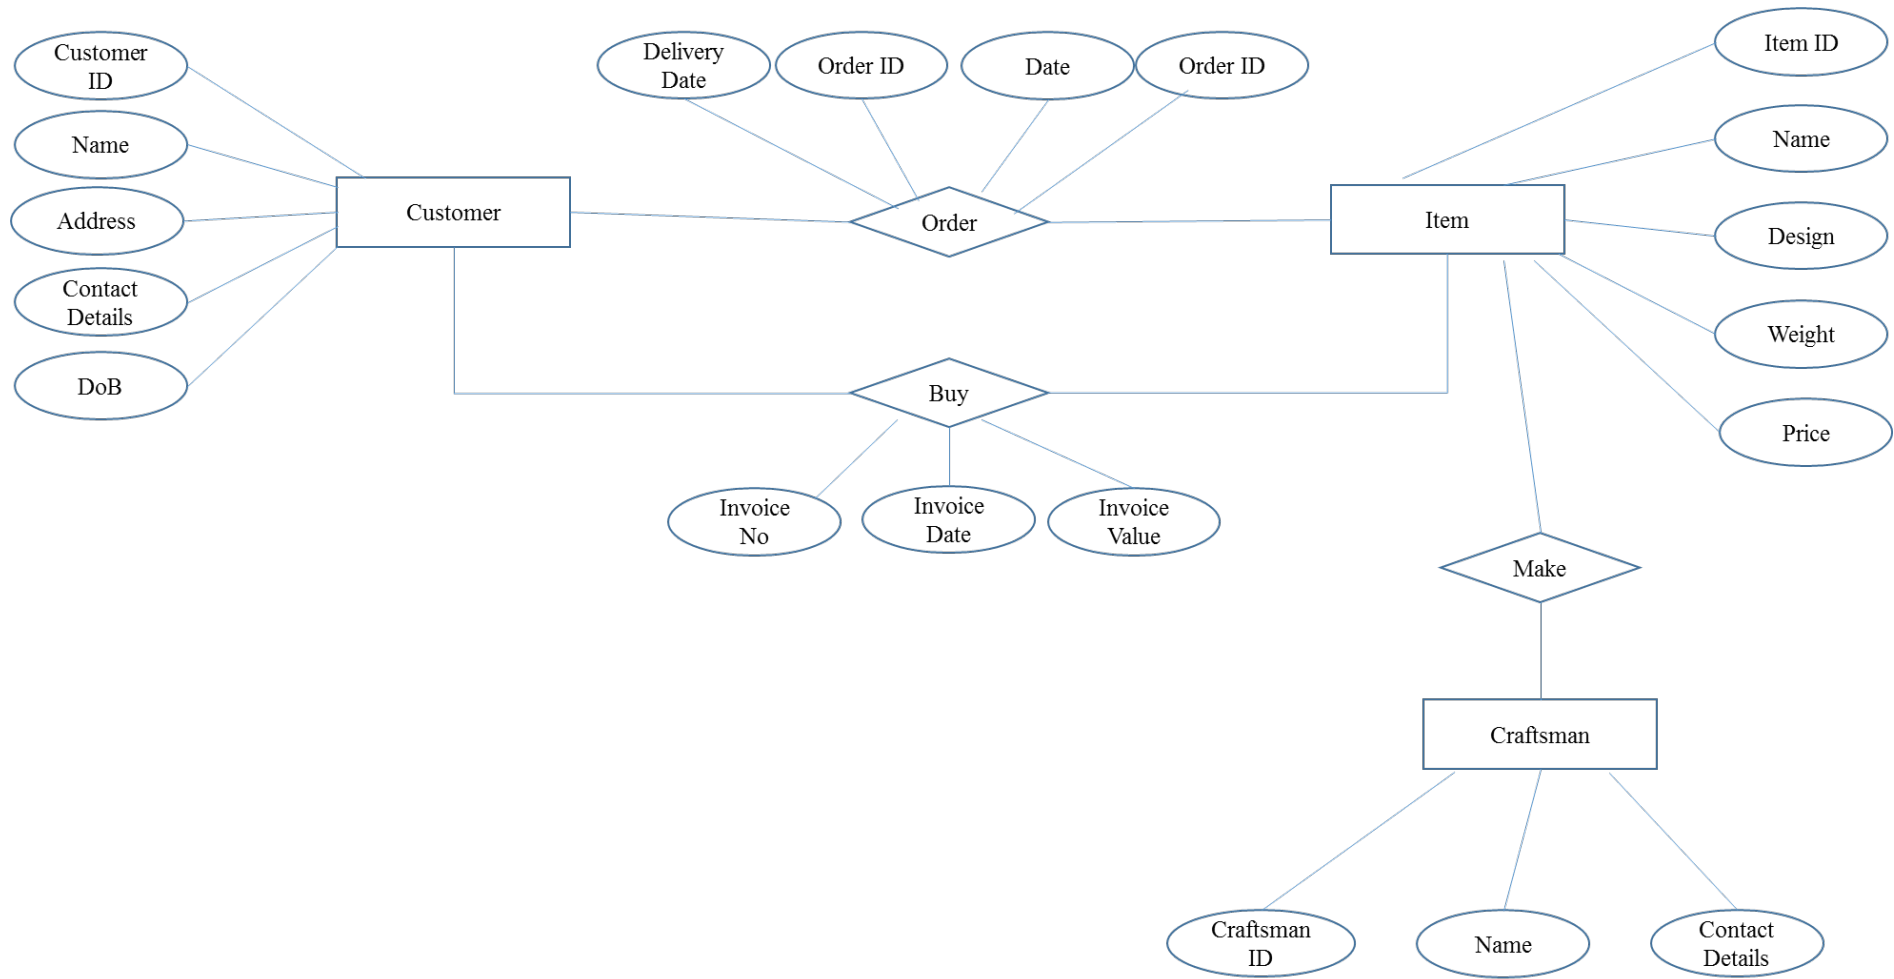 Customer
ID
Name
Address
Contact
Details
DoB
Customer
Delivery
Date
Order ID
Date
Order ID
Order
Item ID
Name
Design
Weight
Price
Item
Buy
Invoice
No
Invoice
Date
Invoice
Value
Make
Craftsman
Craftsman
ID
Name
Contact
Details